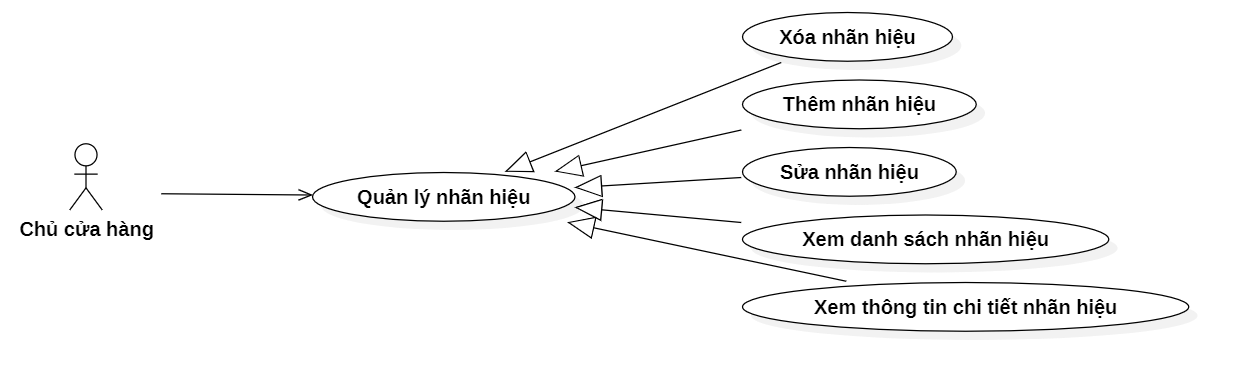 Xóa nhãn hiệu
Thêm nhãn hiệu
Sửa nhãn hiệu
Quản lý nhãn hiệu
Chủ cửa hàng
Xem danh sách nhãn hiệu
Xem thông tin chi tiết nhãn hiệu